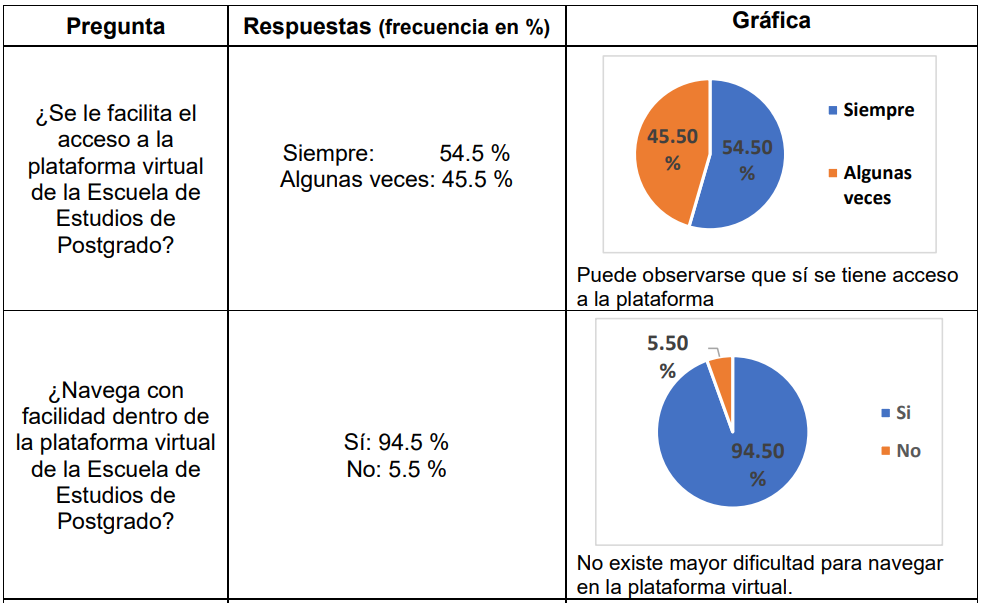 Pregunta
Respuestas (frecuencia en %)
Gráfica
¿Se le facilita el
acceso a la
plataforma virtual
de la Escuela de
Estudios de
Postgrado?
Siempre: 54.5 %
Algunas veces: 45.5 %
45.50
%
54.50
%
Siempre
Algunas
veces
Puede observarse que sí se tiene acceso
a la plataforma
¿Navega con
facilidad dentro de
la plataforma virtual
de la Escuela de
Estudios de
Postgrado?
Sí: 94.5 %
No: 5.5 %
5.50
%
94.50
%
Si
No
No existe mayor dificultad para navegar
en la plataforma virtual.